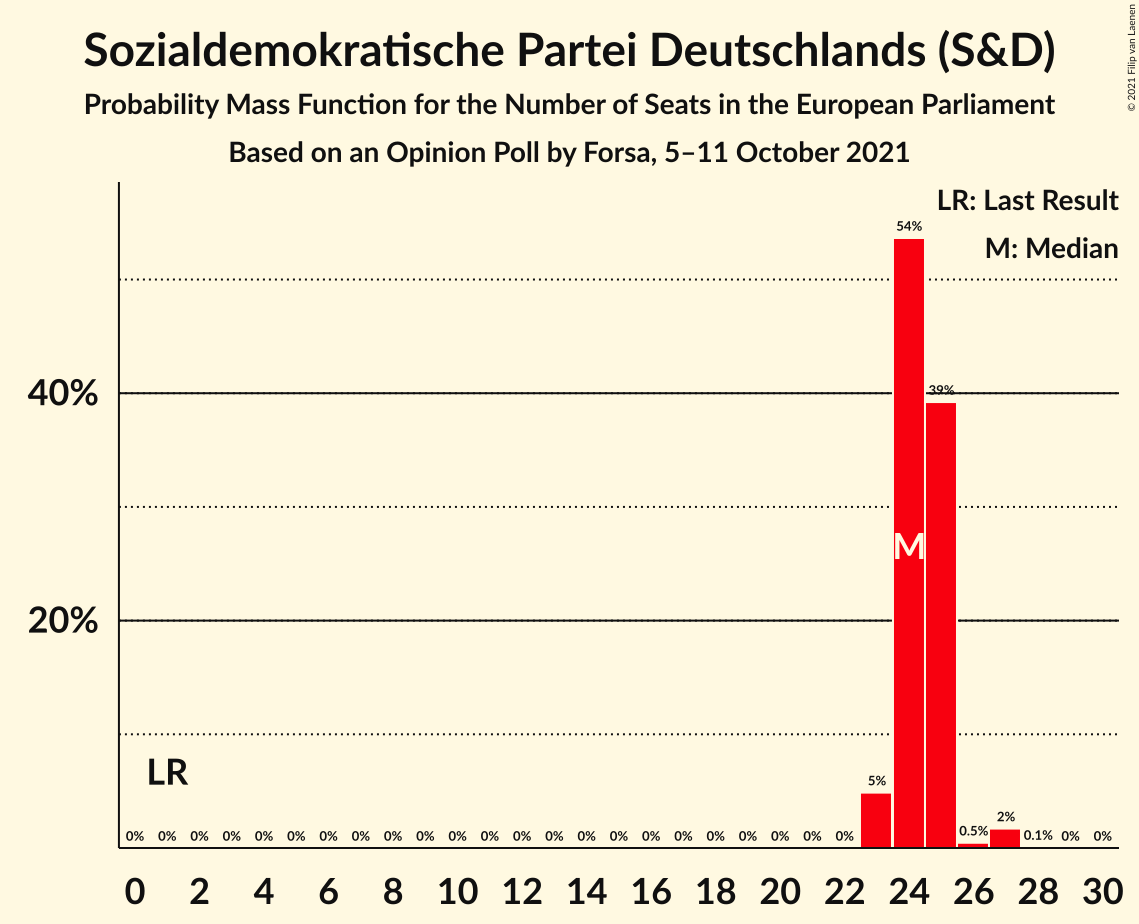 Sozialdemokratische Partei Deutschlands (S&D)
Probability Mass Function for the Number of Seats in the European Parliament
Based on an Opinion Poll by Forsa, 5–11 October 2021
© 2021 Filip van Laenen
LR: Last Result
M: Median
54%
40%
39%
M
20%
LR
5%
2%
0% 0% 0% 0% 0% 0% 0% 0% 0% 0% 0% 0% 0% 0% 0% 0% 0% 0% 0% 0% 0% 0% 0% 0.5% 0.1% 0% 0%
0 2 4 6 8 10 12 14 16 18 20 22 24 26 28 30